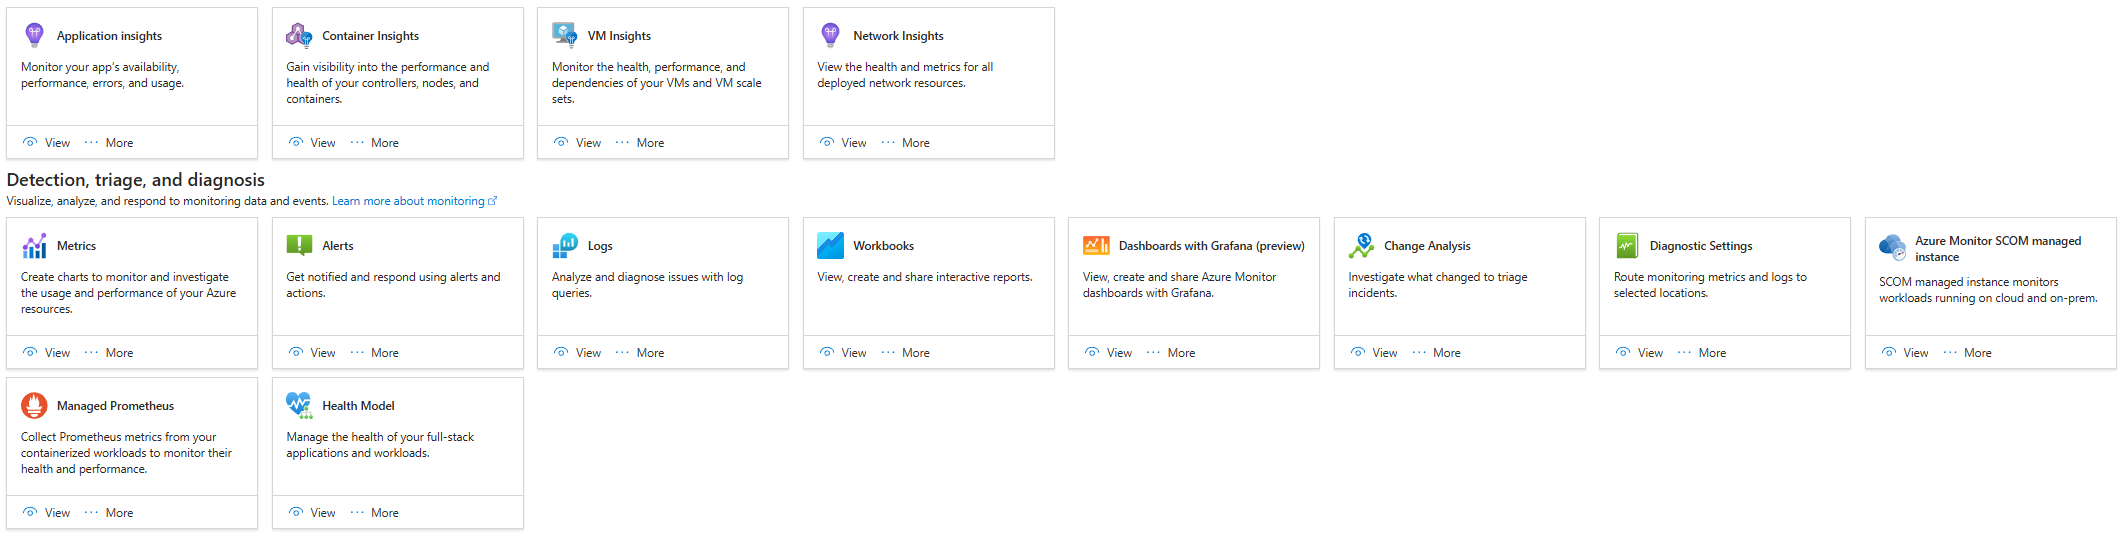 Application insights
Monitor your app's availability,
performance, errors, and usage.
View ··· More
Container Insights
Gain visibility into the performance and
health of your controllers, nodes, and
containers.
View ··· More
VM Insights
Monitor the health, performance, and
dependencies of your VMs and VM scale
sets.
View ··· More
Network Insights
View the health and metrics for all
deployed network resources.
View ··· More
Detection, triage, and diagnosis
Visualize, analyze, and respond to monitoring data and events. Learn more about monitoring
Metrics
Create charts to monitor and investigate
the usage and performance of your Azure
resources.
View ··· More
Alerts
Get notified and respond using alerts and
actions.
View ··· More
Logs
Analyze and diagnose issues with log
queries.
View ··· More
Workbooks
View, create and share interactive reports.
View ··· More
Dashboards with Grafana (preview)
View, create and share Azure Monitor
dashboards with Grafana.
View ··· More
Change Analysis
Investigate what changed to triage
incidents.
View ··· More
Diagnostic Settings
Route monitoring metrics and logs to
selected locations.
View ··· More
Azure Monitor SCOM managed
instance
SCOM managed instance monitors
workloads running on cloud and on-prem.
View ··· More
Managed Prometheus
Collect Prometheus metrics from your
containerized workloads to monitor their
health and performance.
View ··· More
Health Model
Manage the health of your full-stack
applications and workloads.
View ··· More